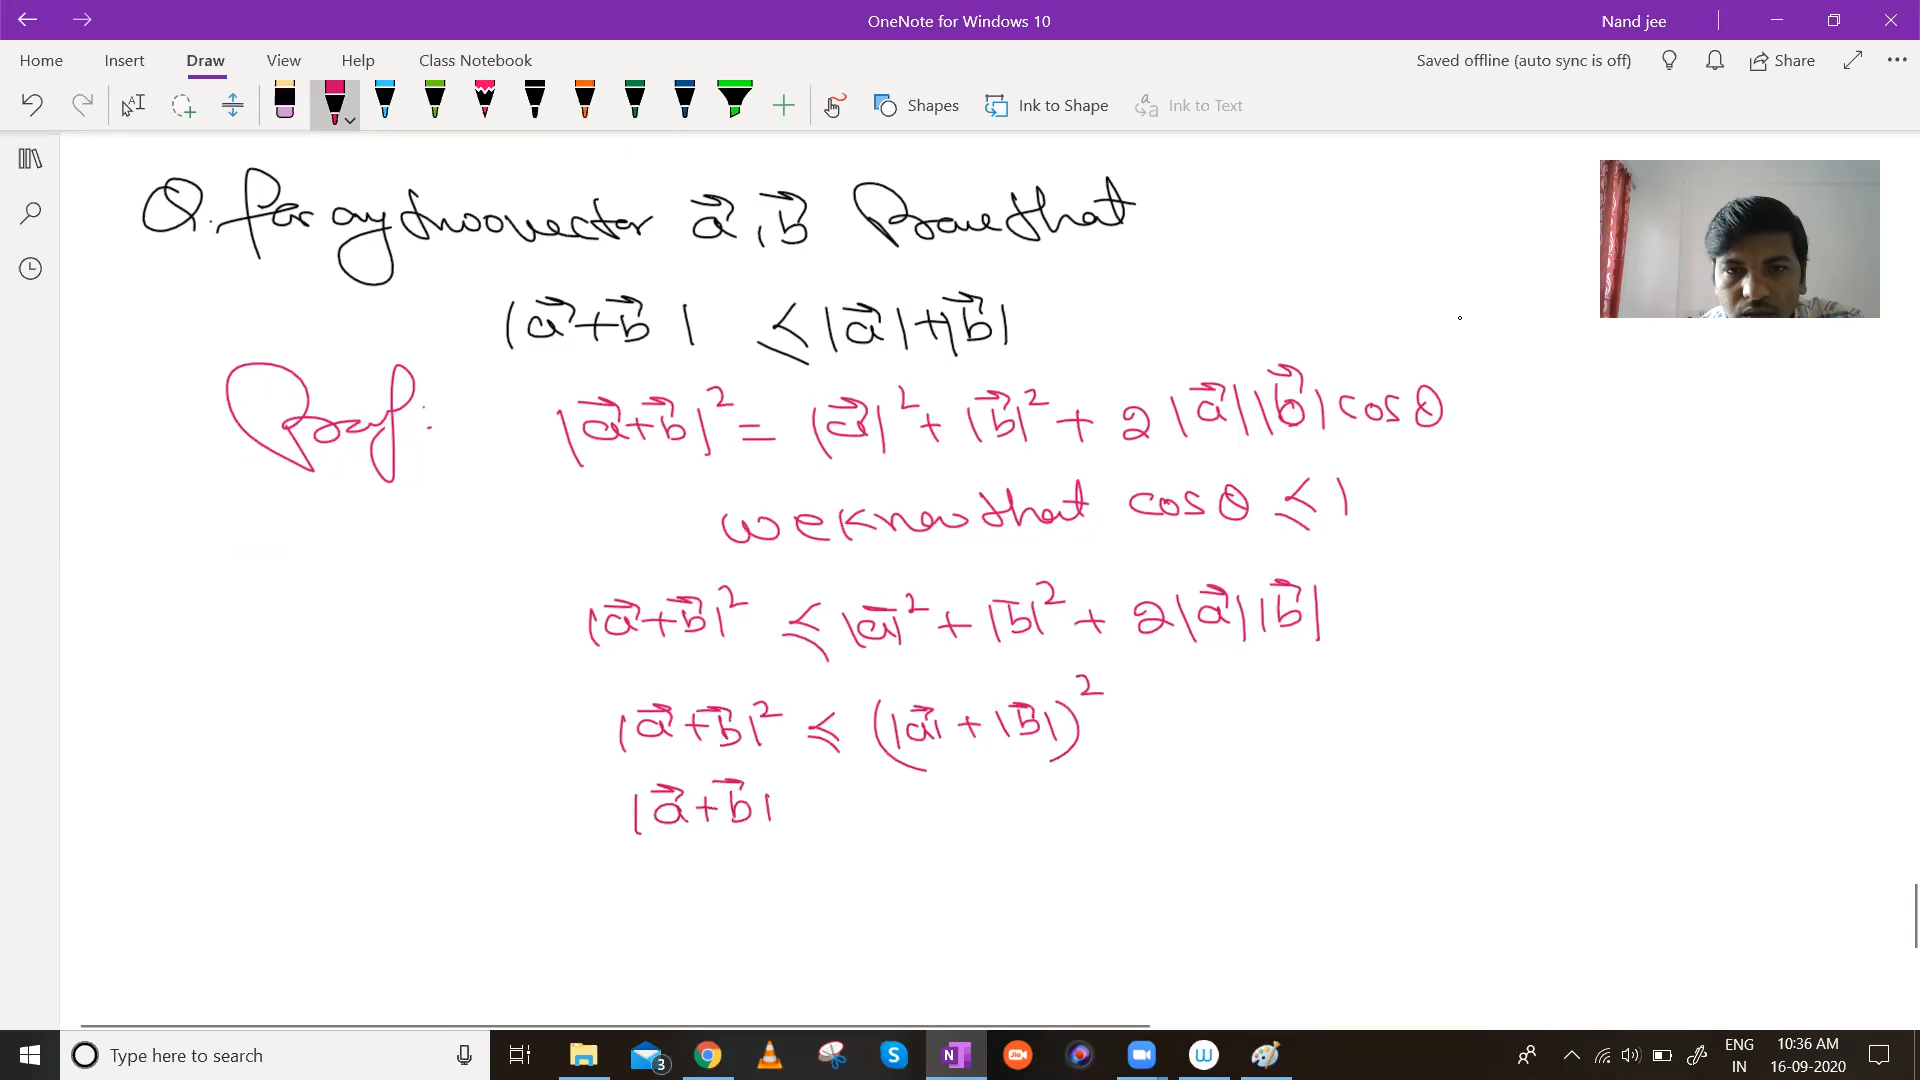 OneNote for Windows 10
Nand jee
Home Insert Draw View Help Class Notebook
Saved offline (auto sync is off) Share
Shapes Ink to Shape Ink to Text
Q. for any two vector a⃗, b⃗ Prove that
|a⃗+b⃗| ≤ |a⃗|+|b⃗|
Proof:
|a⃗+b⃗|² = |a⃗|² + |b⃗|² + 2|a⃗||b⃗|cosθ
we know that cosθ ≤ 1
|a⃗+b⃗|² ≤ |a̅|² + |b̅|² + 2|a⃗||b⃗|
|a⃗+b⃗|² ≤ (|a⃗| + |b⃗|)²
|a⃗+b⃗|
Type here to search
3
ENG
IN
10:36 AM
16-09-2020